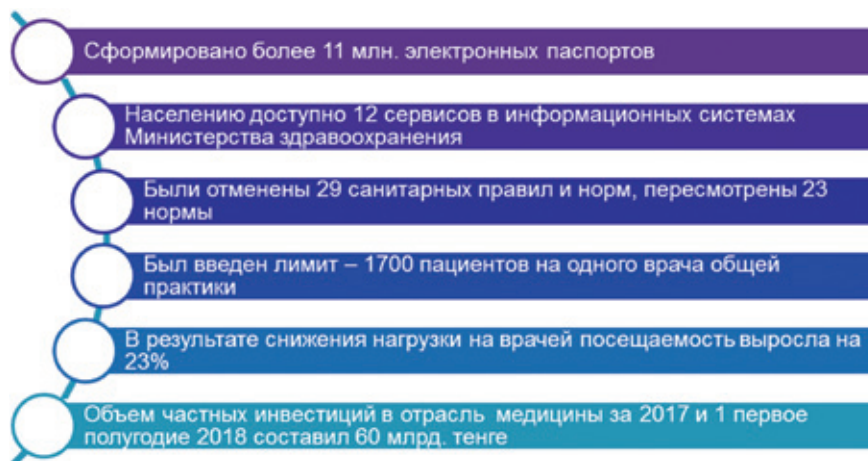 Сформировано более 11 млн. электронных паспортов
Населению доступно 12 сервисов в информационных системах
Министерства здравоохранения
Были отменены 29 санитарных правил и норм, пересмотрены 23
нормы
Был введен лимит – 1700 пациентов на одного врача общей
практики
В результате снижения нагрузки на врачей посещаемость выросла на
23%
Объем частных инвестиций в отрасль медицины за 2017 и 1 первое
полугодие 2018 составил 60 млрд. тенге